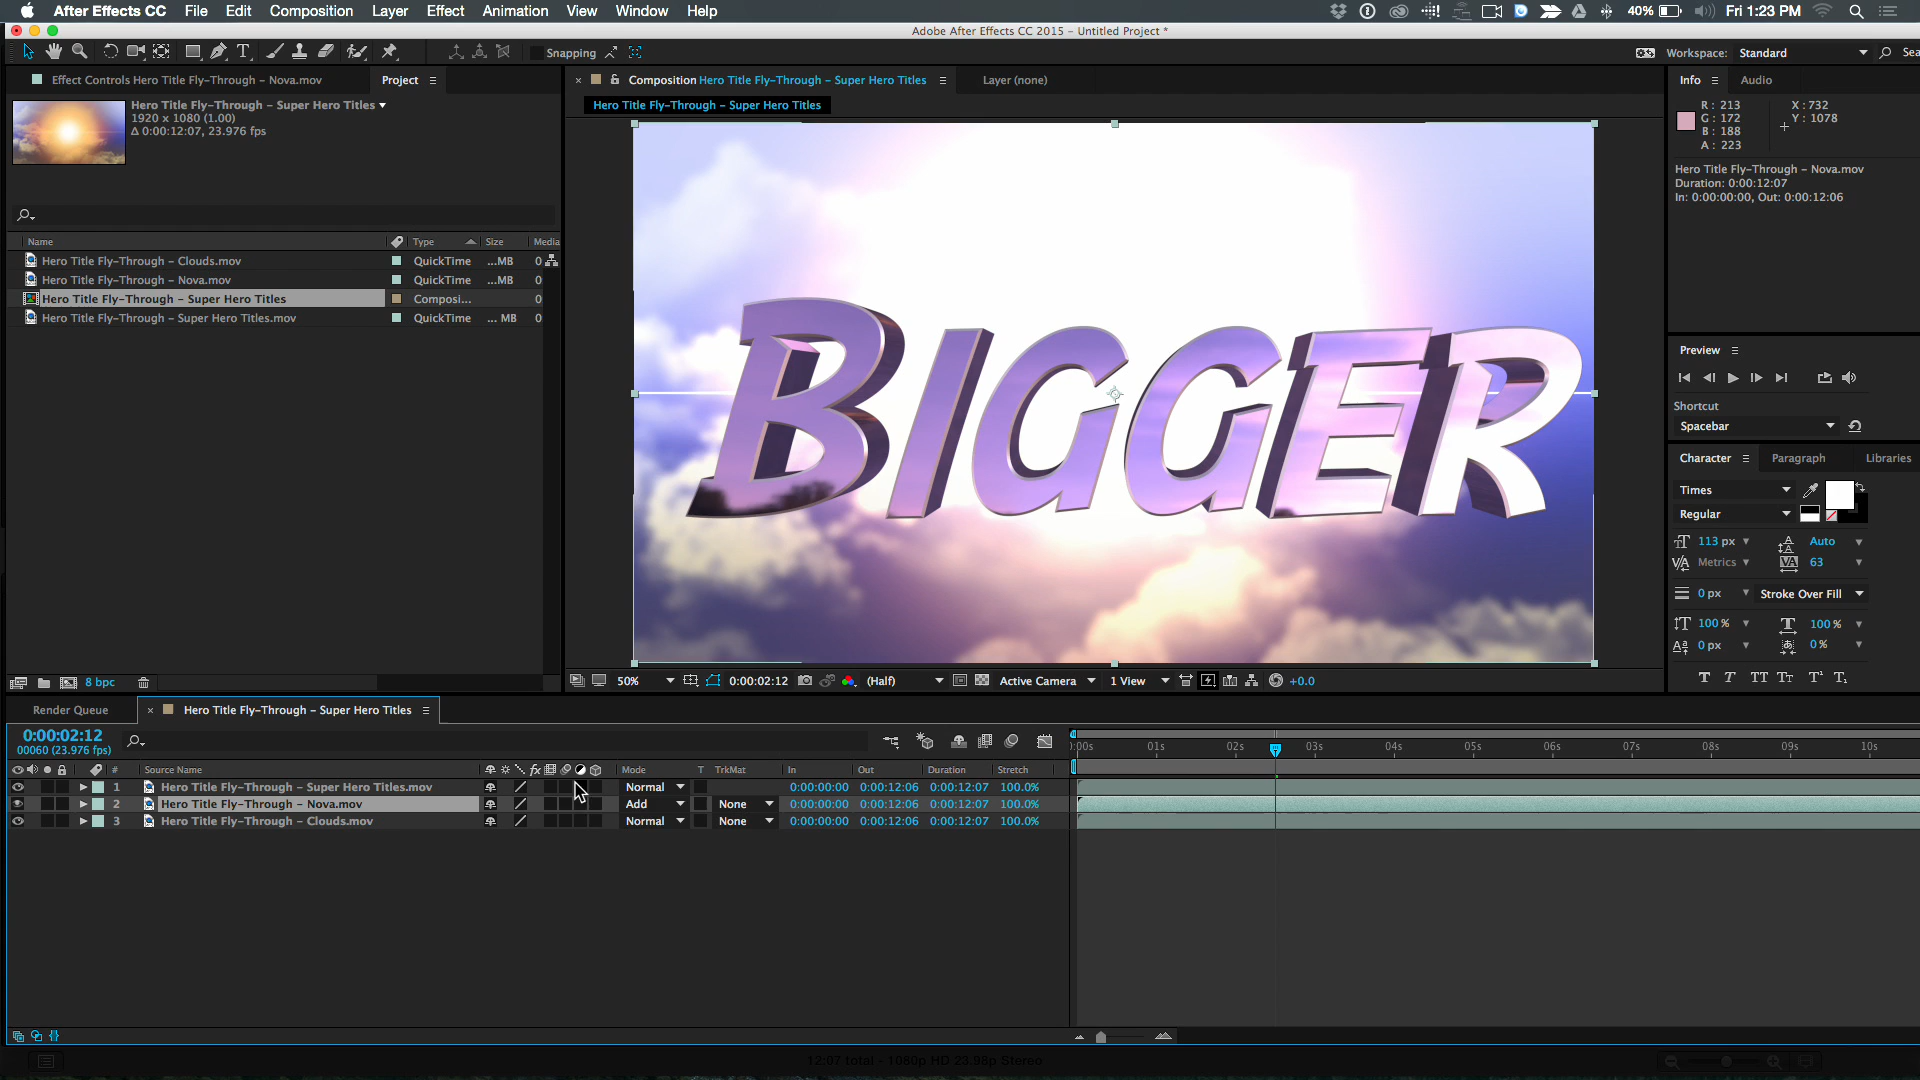 After Effects CC File Edit Composition Layer Effect Animation View Window Help
40% Fri 1:23 PM
Adobe After Effects CC 2015 - Untitled Project *
Snapping
Workspace: Standard
Effect Controls Hero Title Fly-Through - Nova.mov
Project
Composition Hero Title Fly-Through - Super Hero Titles
Layer (none)
Info
Audio
Hero Title Fly-Through - Super Hero Titles
1920 x 1080 (1.00)
Δ 0:00:12:07, 23.976 fps
Hero Title Fly-Through - Super Hero Titles
R : 213
G : 172
B : 188
A : 223
X : 732
Y : 1078
Hero Title Fly-Through - Nova.mov
Duration: 0:00:12:07
In: 0:00:00:00, Out: 0:00:12:06
Name Type Size Media
Hero Title Fly-Through - Clouds.mov QuickTime ...MB 0
Hero Title Fly-Through - Nova.mov QuickTime ...MB 0
Hero Title Fly-Through - Super Hero Titles Composi... 0
Hero Title Fly-Through - Super Hero Titles.mov QuickTime ... MB 0
BIGGER
Preview
Shortcut
Spacebar
Character Paragraph Libraries
Times
Regular
113 px Auto
Metrics 63
0 px Stroke Over Fill
100 % 100 %
0 px 0 %
T T TT Tt T¹ T₁
8 bpc
50% 0:00:02:12 (Half) Active Camera 1 View +0.0
Render Queue
Hero Title Fly-Through - Super Hero Titles
0:00:02:12
00060 (23.976 fps)
:00s 01s 02s 03s 04s 05s 06s 07s 08s 09s 10s
# Source Name fx Mode T TrkMat In Out Duration Stretch
1 Hero Title Fly-Through - Super Hero Titles.mov Normal 0:00:00:00 0:00:12:06 0:00:12:07 100.0%
2 Hero Title Fly-Through - Nova.mov Add None 0:00:00:00 0:00:12:06 0:00:12:07 100.0%
3 Hero Title Fly-Through - Clouds.mov Normal None 0:00:00:00 0:00:12:06 0:00:12:07 100.0%
12:07 total - 1080p HD 23.98p Stereo